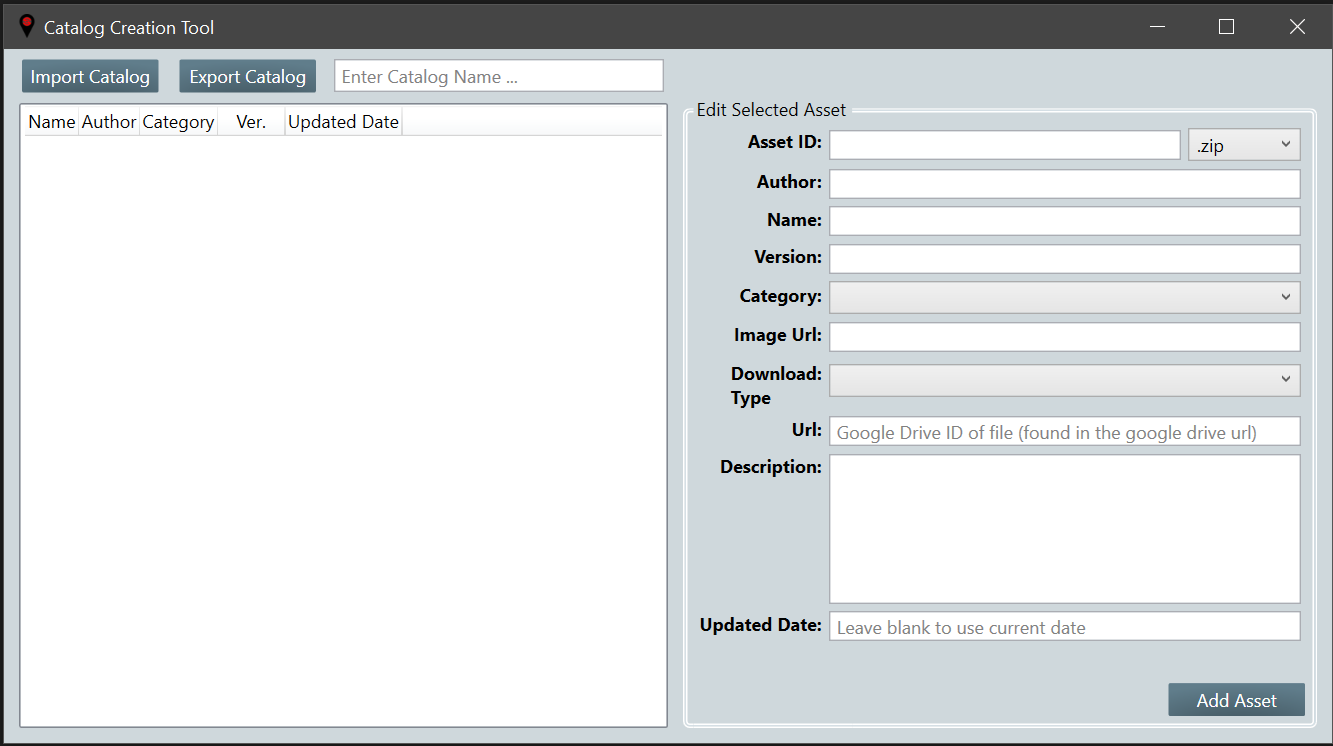 Catalog Creation Tool
Import Catalog Export Catalog Enter Catalog Name ...
Name Author Category Ver. Updated Date
Edit Selected Asset
Asset ID: .zip
Author:
Name:
Version:
Category:
Image Url:
Download:
Type
Url: Google Drive ID of file (found in the google drive url)
Description:
Updated Date: Leave blank to use current date
Add Asset